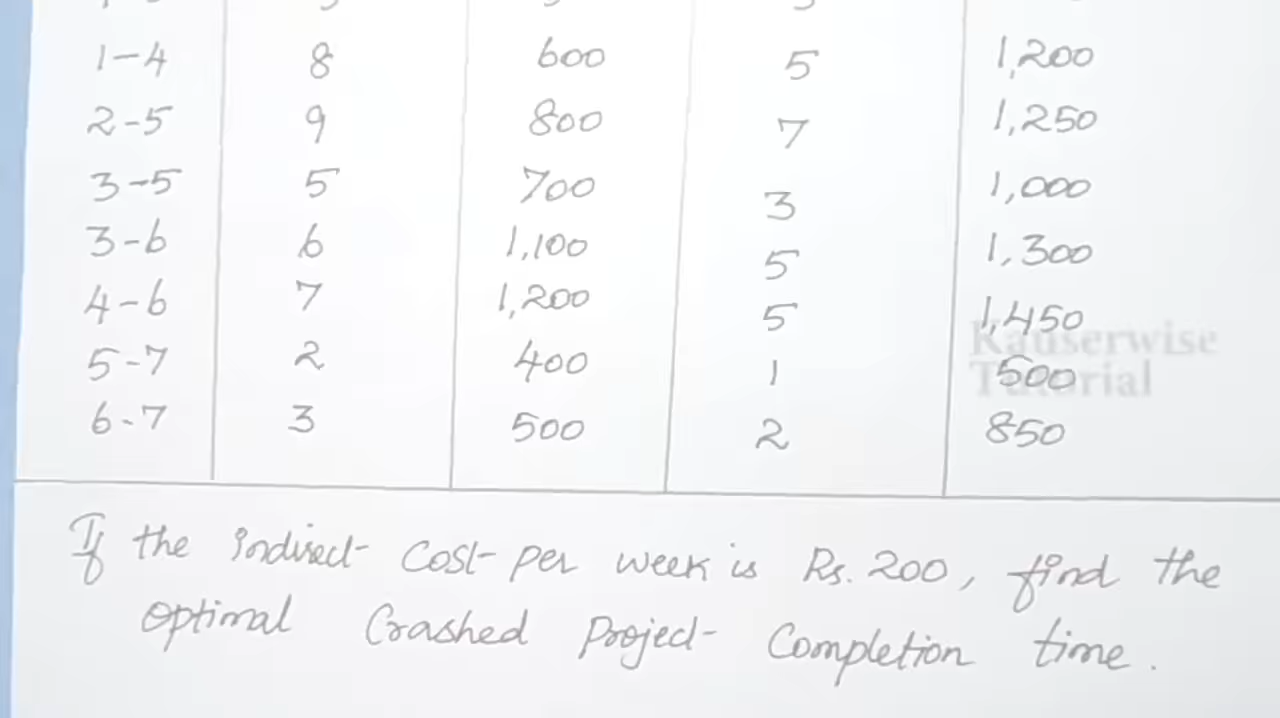 1-4 8 600 5 1,200
2-5 9 800 7 1,250
3-5 5 700 3 1,000
3-6 6 1,100 5 1,300
4-6 7 1,200 5 1,450
5-7 2 400 1 500
6-7 3 500 2 850
Kauserwise
Tutorial
If the indirect cost per week is Rs. 200, find the
optimal Crashed Project Completion time.